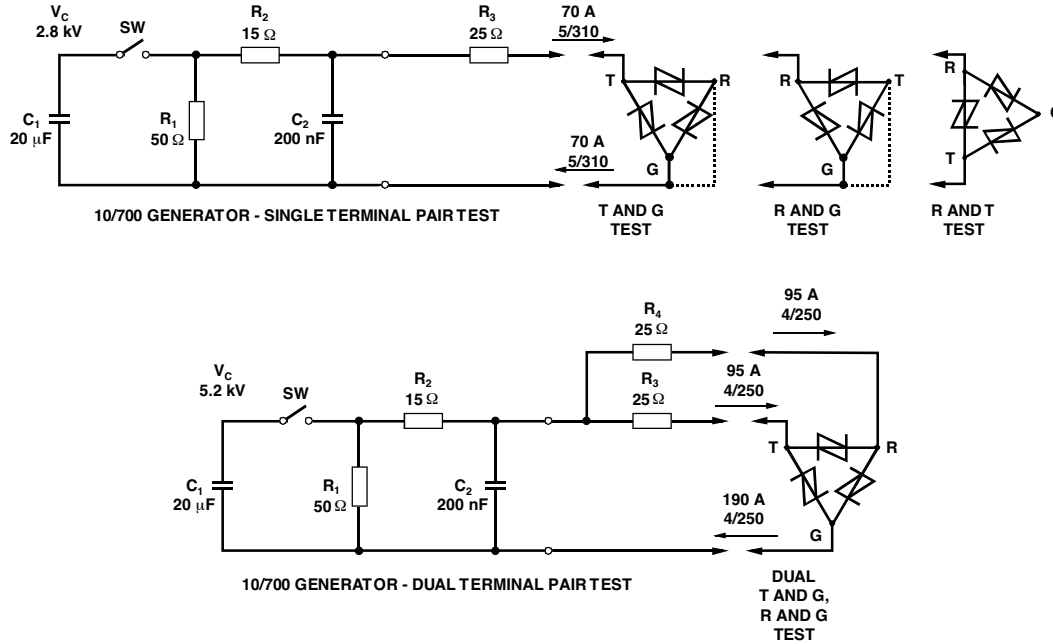 V_C
2.8 kV
SW
R_2
15 Ω
R_3
25 Ω
70 A
5/310
C_1
20 μF
R_1
50 Ω
C_2
200 nF
70 A
5/310
T
R
G
R
T
G
R
T
10/700 GENERATOR - SINGLE TERMINAL PAIR TEST
T AND G
TEST
R AND G
TEST
R AND T
TEST
95 A
4/250
R_4
25 Ω
V_C
5.2 kV
SW
R_2
15 Ω
R_3
25 Ω
95 A
4/250
C_1
20 μF
R_1
50 Ω
C_2
200 nF
T
R
190 A
4/250
G
10/700 GENERATOR - DUAL TERMINAL PAIR TEST
DUAL
T AND G,
R AND G
TEST